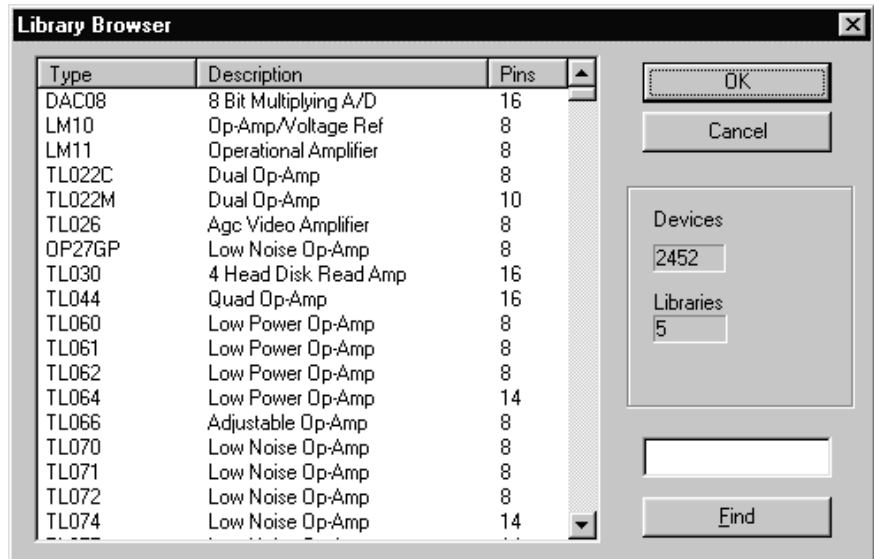 Library Browser
Type Description Pins
DAC08 8 Bit Multiplying A/D 16
LM10 Op-Amp/Voltage Ref 8
LM11 Operational Amplifier 8
TL022C Dual Op-Amp 8
TL022M Dual Op-Amp 10
TL026 Agc Video Amplifier 8
OP27GP Low Noise Op-Amp 8
TL030 4 Head Disk Read Amp 16
TL044 Quad Op-Amp 16
TL060 Low Power Op-Amp 8
TL061 Low Power Op-Amp 8
TL062 Low Power Op-Amp 8
TL064 Low Power Op-Amp 14
TL066 Adjustable Op-Amp 8
TL070 Low Noise Op-Amp 8
TL071 Low Noise Op-Amp 8
TL072 Low Noise Op-Amp 8
TL074 Low Noise Op-Amp 14
OK
Cancel
Devices
2452
Libraries
5
Find